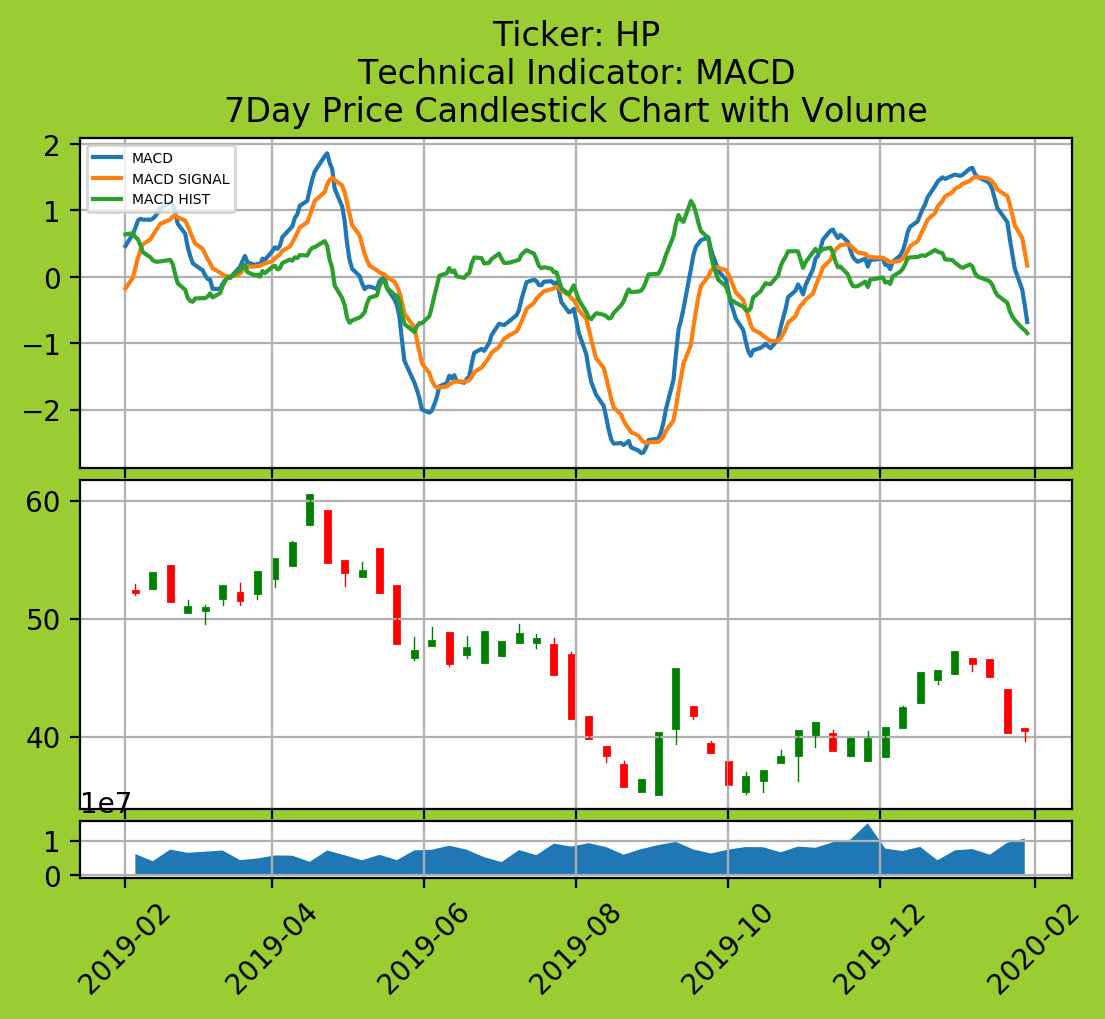 Ticker: HP
Technical Indicator: MACD
7Day Price Candlestick Chart with Volume
MACD
MACD SIGNAL
MACD HIST
2
1
0
−1
−2
60
50
40
1e7
1
0
2019-02
2019-04
2019-06
2019-08
2019-10
2019-12
2020-02